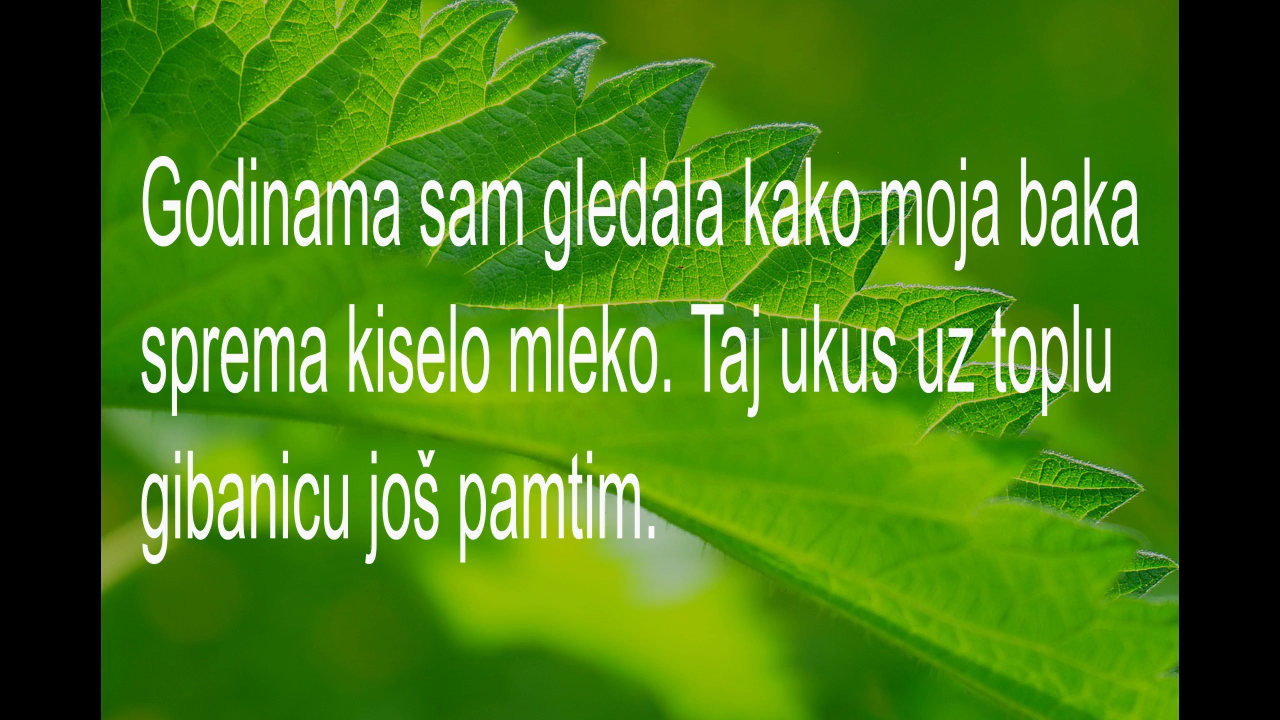 Godinama sam gledala kako moja baka
sprema kiselo mleko. Taj ukus uz toplu
gibanicu još pamtim.